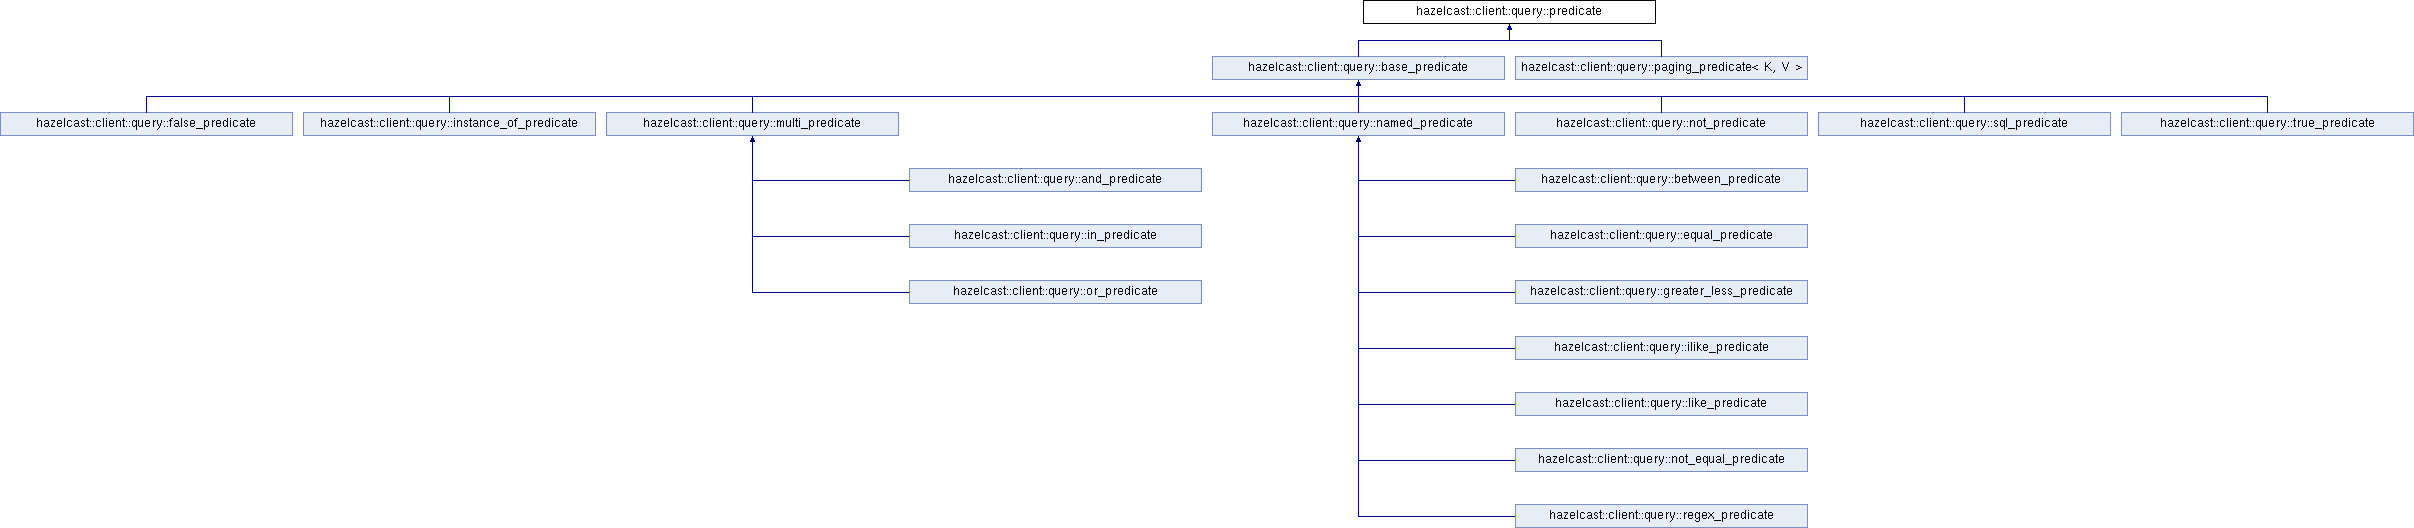 hazelcast::client::query::predicate
hazelcast::client::query::base_predicate
hazelcast::client::query::paging_predicate< K, V >
hazelcast::client::query::false_predicate
hazelcast::client::query::instance_of_predicate
hazelcast::client::query::multi_predicate
hazelcast::client::query::named_predicate
hazelcast::client::query::not_predicate
hazelcast::client::query::sql_predicate
hazelcast::client::query::true_predicate
hazelcast::client::query::and_predicate
hazelcast::client::query::between_predicate
hazelcast::client::query::in_predicate
hazelcast::client::query::equal_predicate
hazelcast::client::query::or_predicate
hazelcast::client::query::greater_less_predicate
hazelcast::client::query::ilike_predicate
hazelcast::client::query::like_predicate
hazelcast::client::query::not_equal_predicate
hazelcast::client::query::regex_predicate